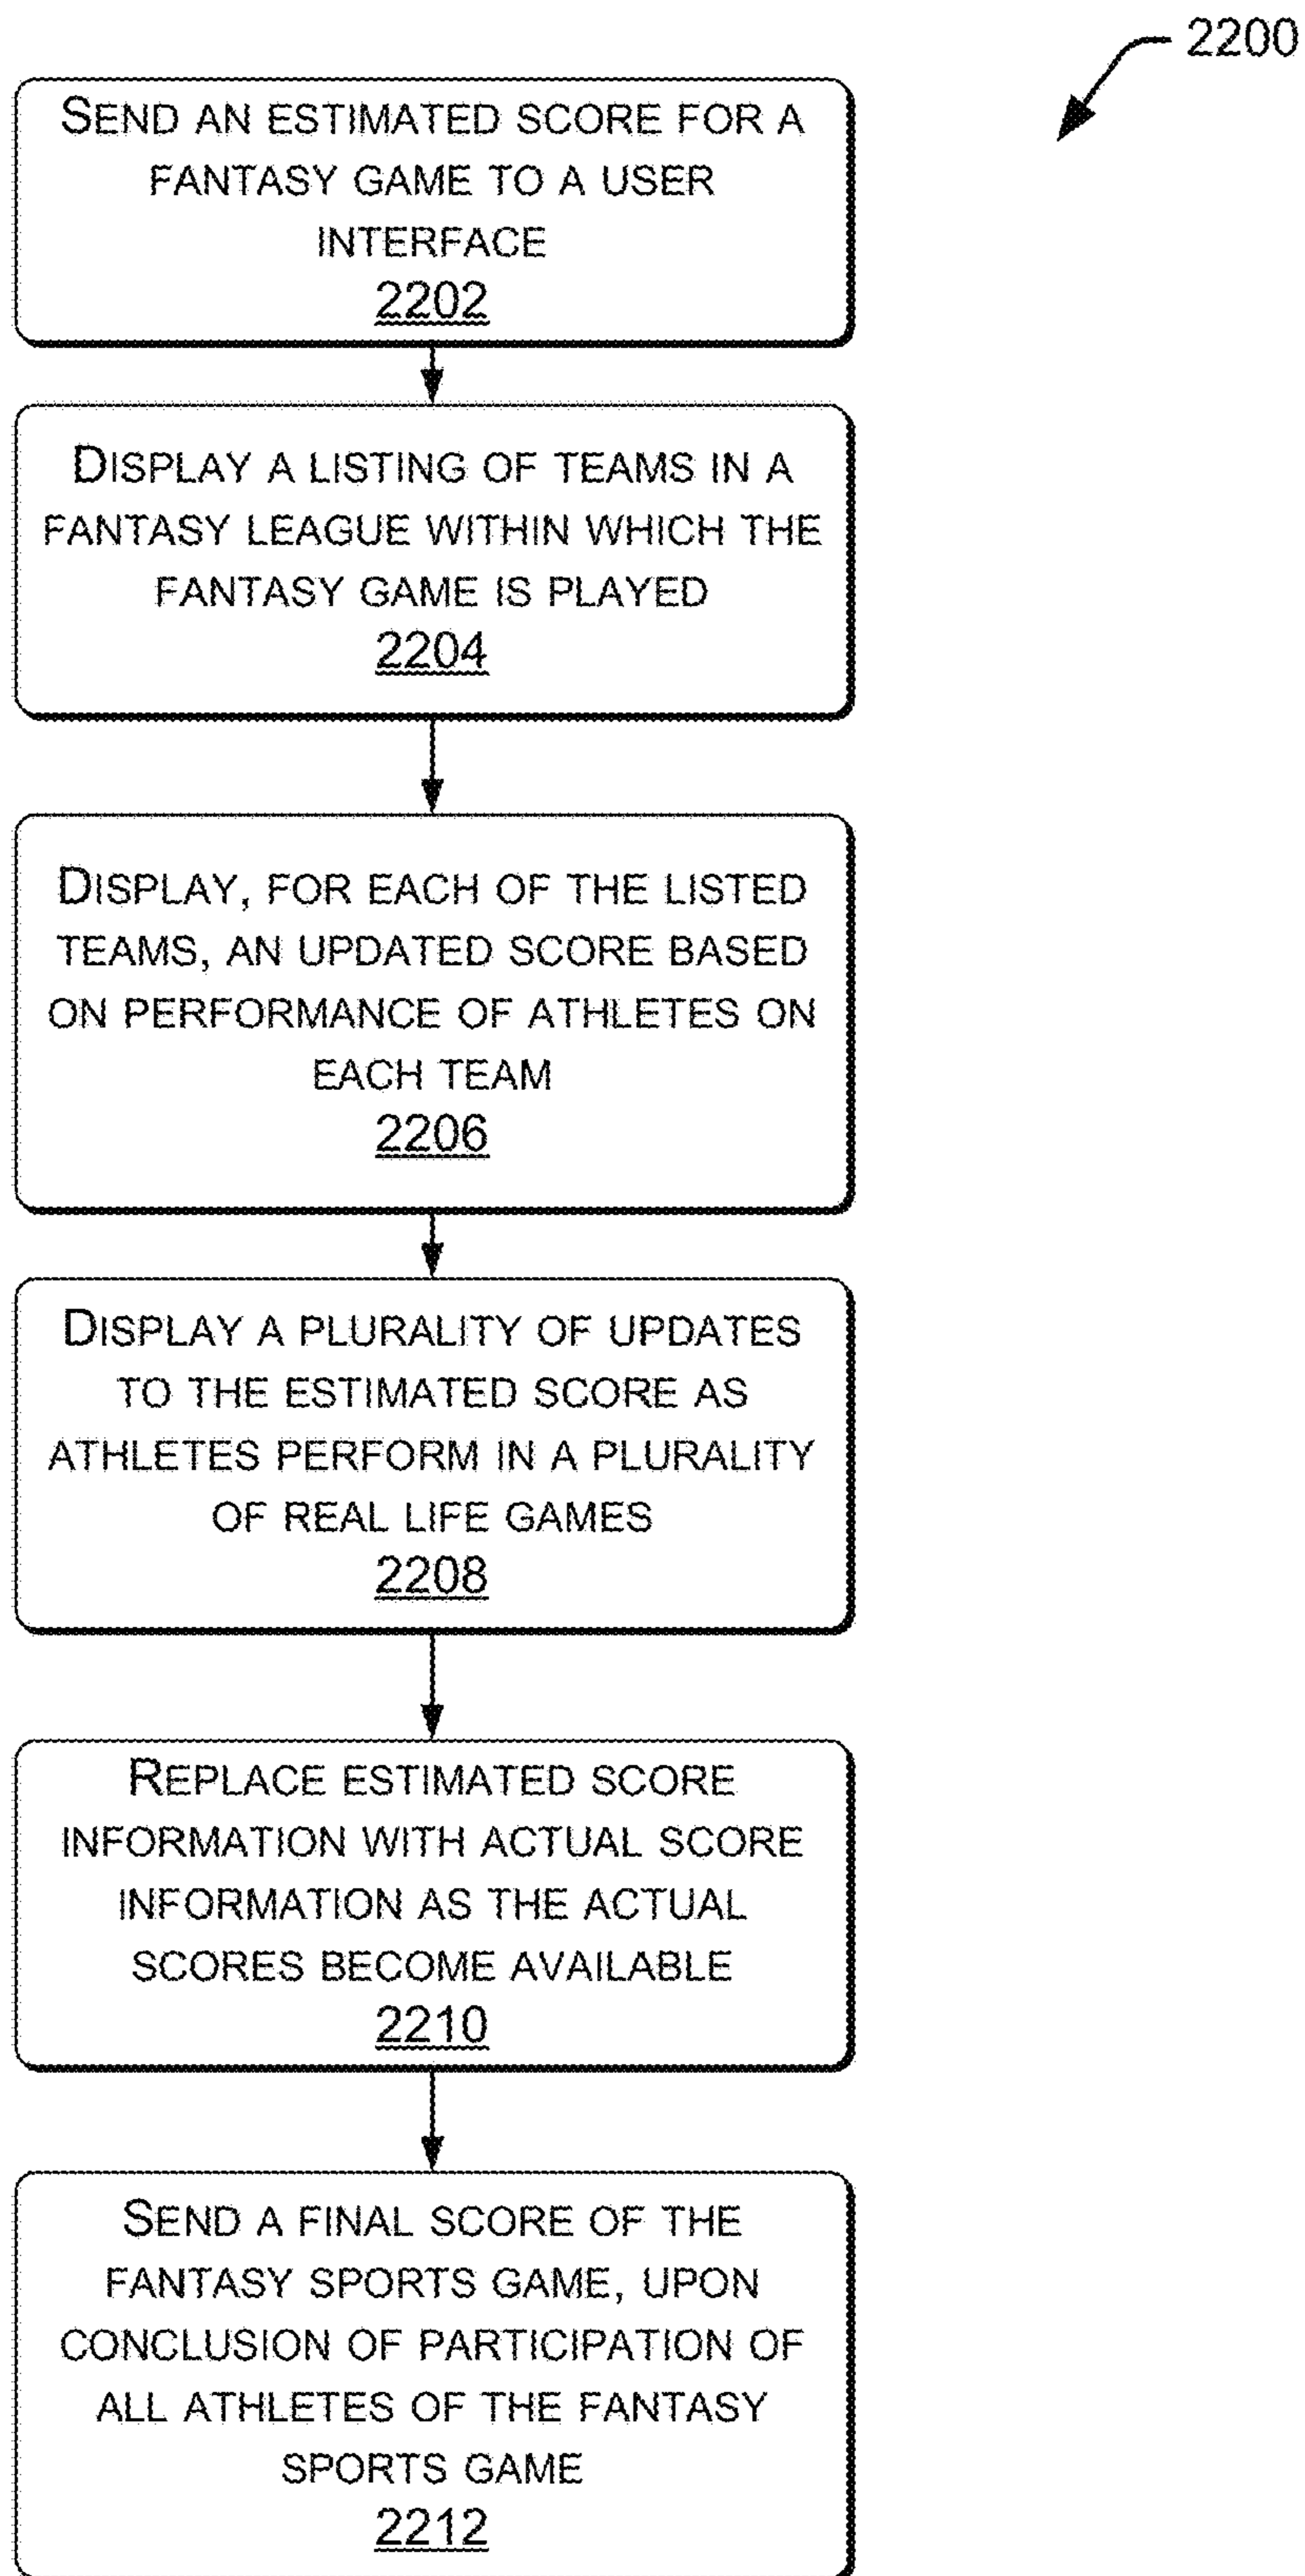 2200
SEND AN ESTIMATED SCORE FOR A
FANTASY GAME TO A USER
INTERFACE
2202
DISPLAY A LISTING OF TEAMS IN A
FANTASY LEAGUE WITHIN WHICH THE
FANTASY GAME IS PLAYED
2204
DISPLAY, FOR EACH OF THE LISTED
TEAMS, AN UPDATED SCORE BASED
ON PERFORMANCE OF ATHLETES ON
EACH TEAM
2206
DISPLAY A PLURALITY OF UPDATES
TO THE ESTIMATED SCORE AS
ATHLETES PERFORM IN A PLURALITY
OF REAL LIFE GAMES
2208
REPLACE ESTIMATED SCORE
INFORMATION WITH ACTUAL SCORE
INFORMATION AS THE ACTUAL
SCORES BECOME AVAILABLE
2210
SEND A FINAL SCORE OF THE
FANTASY SPORTS GAME, UPON
CONCLUSION OF PARTICIPATION OF
ALL ATHLETES OF THE FANTASY
SPORTS GAME
2212